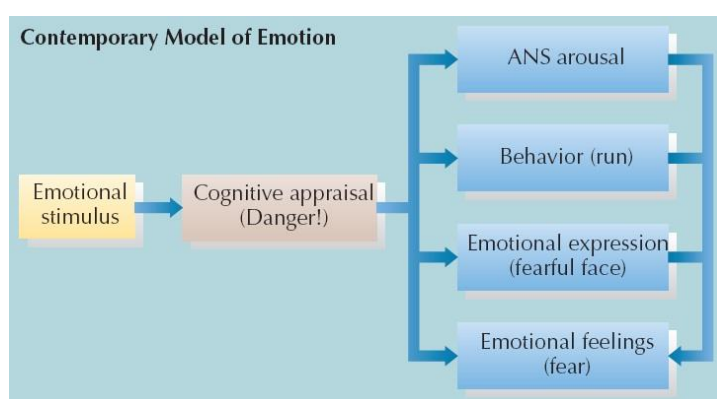 Contemporary Model of Emotion
ANS arousal
Behavior (run)
Emotional
stimulus
Cognitive appraisal
(Danger!)
Emotional expression
(fearful face)
Emotional feelings
(fear)